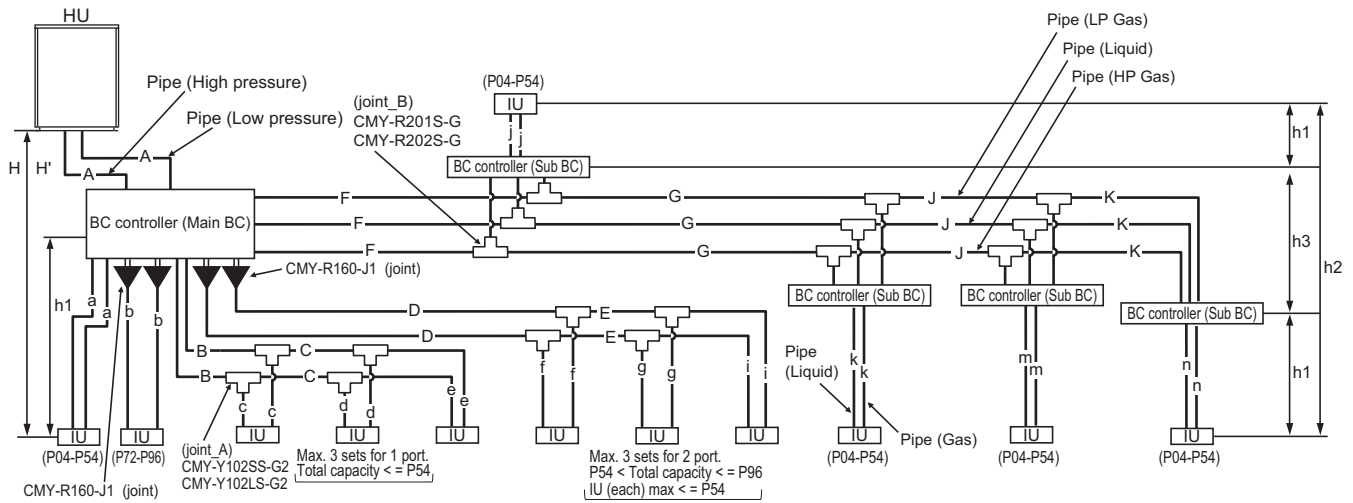 HU
Pipe (High pressure)
Pipe (Low pressure)
(joint_B)
CMY-R201S-G
CMY-R202S-G
(P04-P54)
IU
Pipe (LP Gas)
Pipe (Liquid)
Pipe (HP Gas)
H
H'
A
A
j
j
BC controller (Sub BC)
h1
BC controller (Main BC)
F
G
J
K
F
G
J
K
F
G
J
K
h3
h2
CMY-R160-J1 (joint)
h1
a
a
b
b
BC controller (Sub BC)
BC controller (Sub BC)
BC controller (Sub BC)
D
E
D
E
B
C
B
C
c
c
d
d
e
e
f
f
g
g
i
i
Pipe
(Liquid)
k
k
m
m
n
n
h1
Pipe (Gas)
IU
IU
IU
IU
IU
IU
IU
IU
IU
IU
IU
(P04-P54)
(P72-P96)
(joint_A)
CMY-Y102SS-G2
CMY-Y102LS-G2
Max. 3 sets for 1 port.
Total capacity < = P54
Max. 3 sets for 2 port.
P54 < Total capacity < = P96
IU (each) max < = P54
(P04-P54)
(P04-P54)
(P04-P54)
CMY-R160-J1 (joint)